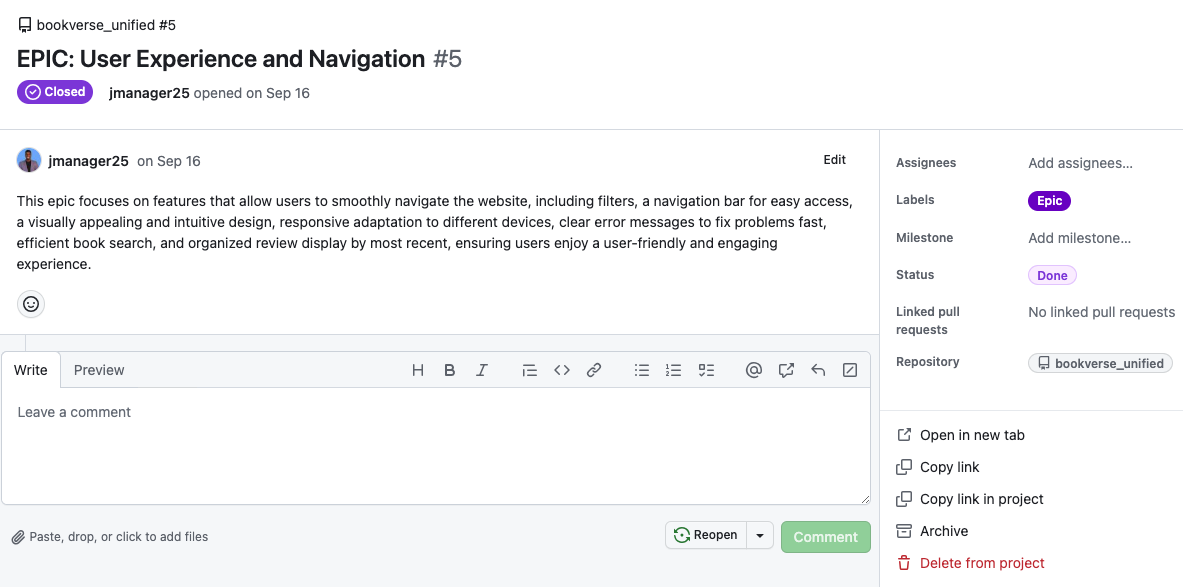 bookverse_unified #5
EPIC: User Experience and Navigation #5
Closed
jmanager25 opened on Sep 16
jmanager25 on Sep 16
Edit
This epic focuses on features that allow users to smoothly navigate the website, including filters, a navigation bar for easy access,
a visually appealing and intuitive design, responsive adaptation to different devices, clear error messages to fix problems fast,
efficient book search, and organized review display by most recent, ensuring users enjoy a user-friendly and engaging
experience.
Write
Preview
Leave a comment
Paste, drop, or click to add files
Reopen
Comment
Assignees
Add assignees...
Labels
Epic
Milestone
Add milestone...
Status
Done
Linked pull
requests
No linked pull requests
Repository
bookverse_unified
Open in new tab
Copy link
Copy link in project
Archive
Delete from project